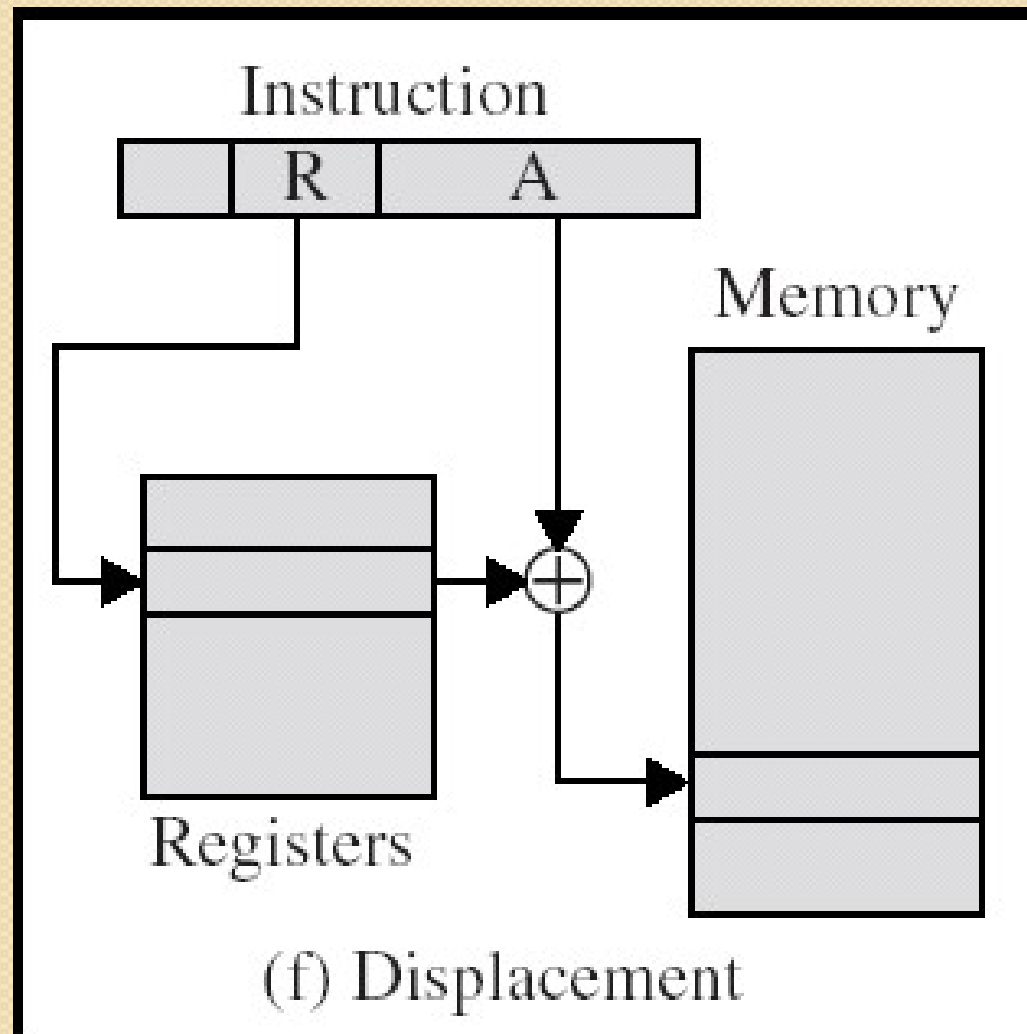 Instruction
R A
Memory
Registers
(f) Displacement